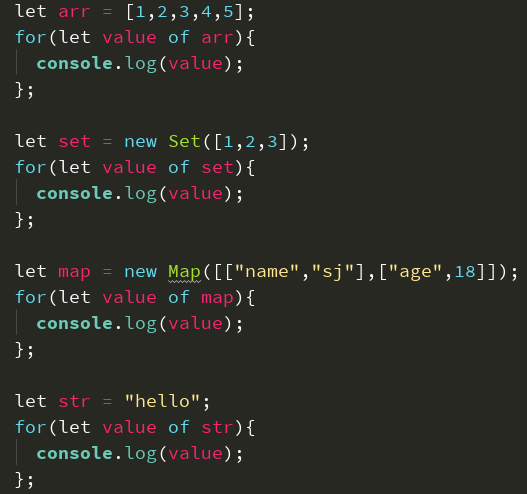 let arr = [1,2,3,4,5];
for(let value of arr){
  console.log(value);
};

let set = new Set([1,2,3]);
for(let value of set){
  console.log(value);
};

let map = new Map([["name","sj"],["age",18]]);
for(let value of map){
  console.log(value);
};

let str = "hello";
for(let value of str){
  console.log(value);
};